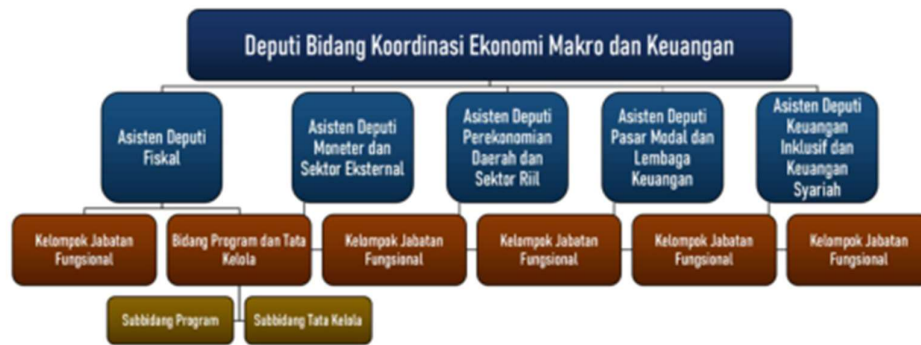 Deputi Bidang Koordinasi Ekonomi Makro dan Keuangan
Asisten Deputi
Fiskal
Asisten Deputi
Moneter dan
Sektor Eksternal
Asisten Deputi
Perekonomian
Daerah dan
Sektor Riil
Asisten Deputi
Pasar Modal dan
Lembaga
Keuangan
Asisten Deputi
Keuangan
Inklusif dan
Keuangan
Syariah
Kelompok Jabatan
Fungsional
Bidang Program dan Tata
Kelola
Kelompok Jabatan
Fungsional
Kelompok Jabatan
Fungsional
Kelompok Jabatan
Fungsional
Kelompok Jabatan
Fungsional
Subbidang Program
Subbidang Tata Kelola